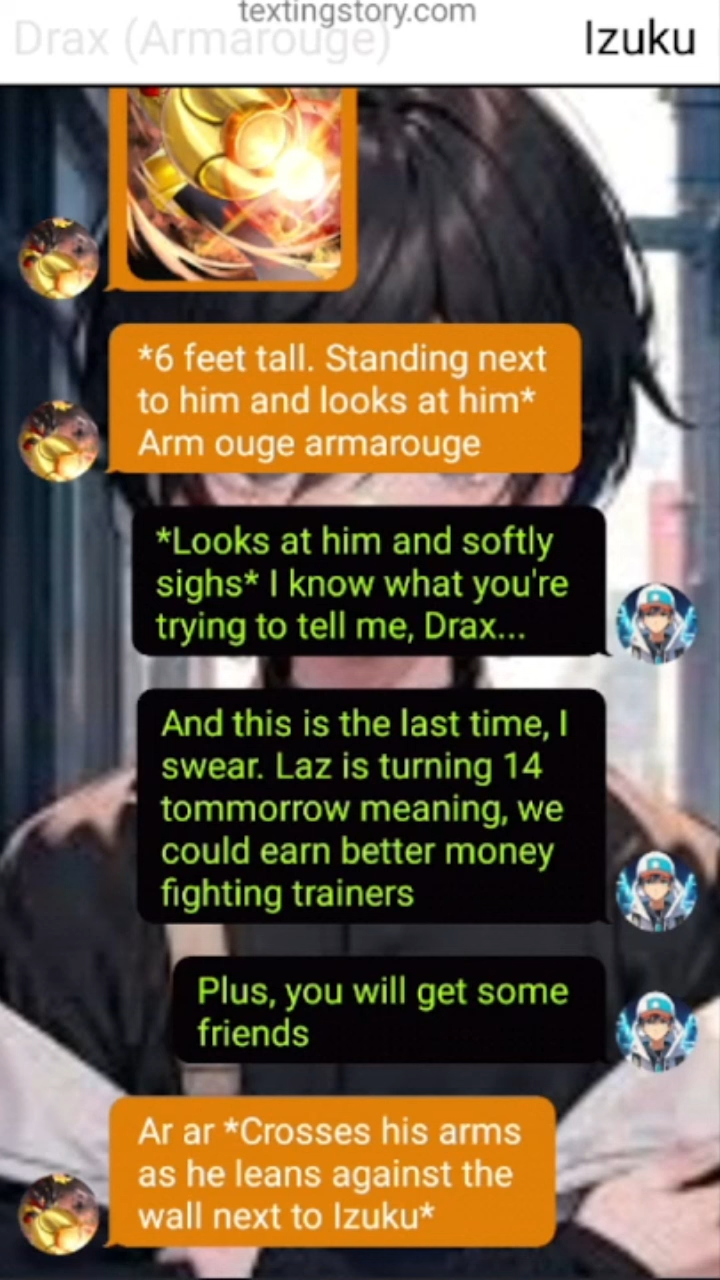 textingstory.com
Drax (Armarouge)
Izuku
*6 feet tall. Standing next
to him and looks at him*
Arm ouge armarouge
*Looks at him and softly
sighs* I know what you're
trying to tell me, Drax...
And this is the last time, I
swear. Laz is turning 14
tommorrow meaning, we
could earn better money
fighting trainers
Plus, you will get some
friends
Ar ar *Crosses his arms
as he leans against the
wall next to Izuku*